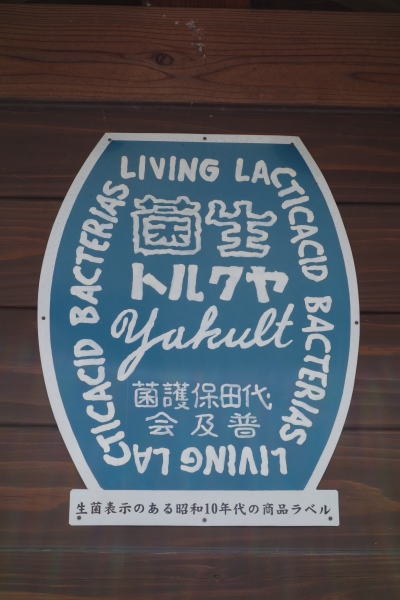 LIVING LACTICACID BACTERIAS
LIVING LACTICACID BACTERIAS
生菌
ヤクルト
Yakult
代田保護菌
普及会
生菌表示のある昭和10年代の商品ラベル